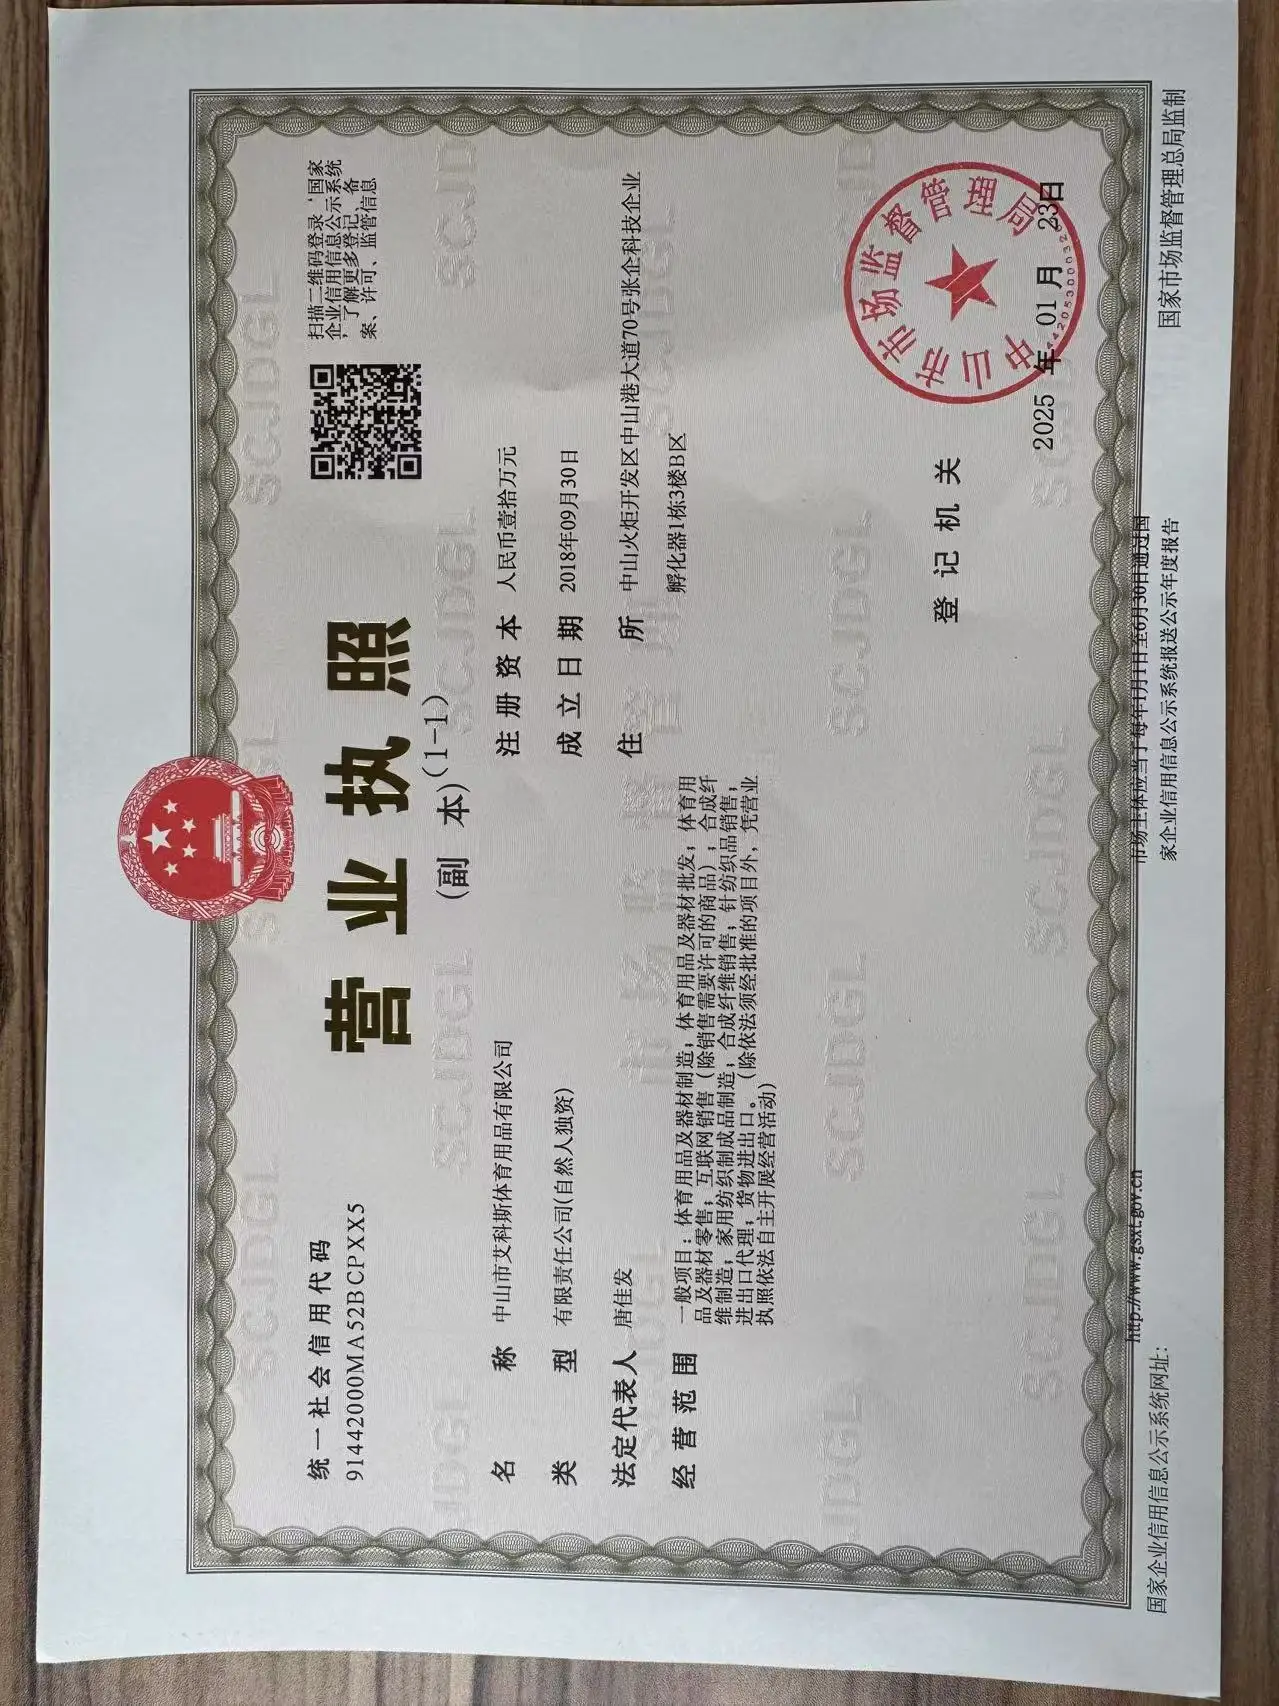 统一社会信用代码
91442000MA52BCPXX5
营业执照
(副 本)(1-1)
扫描二维码登录‘国家
企业信用信息公示系统
’了解更多登记、备
案、许可、监管信息
名 称 中山市艾科斯体育用品有限公司
类 型 有限责任公司(自然人独资)
法定代表人 唐佳发
经营范围 一般项目：体育用品及器材制造；体育用品及器材批发；体育用
品及器材零售；互联网销售（除销售需要许可的商品）；合成纤
维制造；家用纺织制成品制造；合成纤维销售；针纺织品销售；
进出口代理；货物进出口。（除依法须经批准的项目外，凭营业
执照依法自主开展经营活动）
注册资本 人民币壹拾万元
成立日期 2018年09月30日
住 所 中山火炬开发区中山港大道70号张企科技企业
孵化器1栋3楼B区
登记机关
中山市市场监督管理局
2025年01月23日
国家企业信用信息公示系统网址：
http://www.gsxt.gov.cn
市场主体应当于每年1月1日至6月30日通过国
家企业信用信息公示系统报送公示年度报告
国家市场监督管理总局监制
SCJDGL